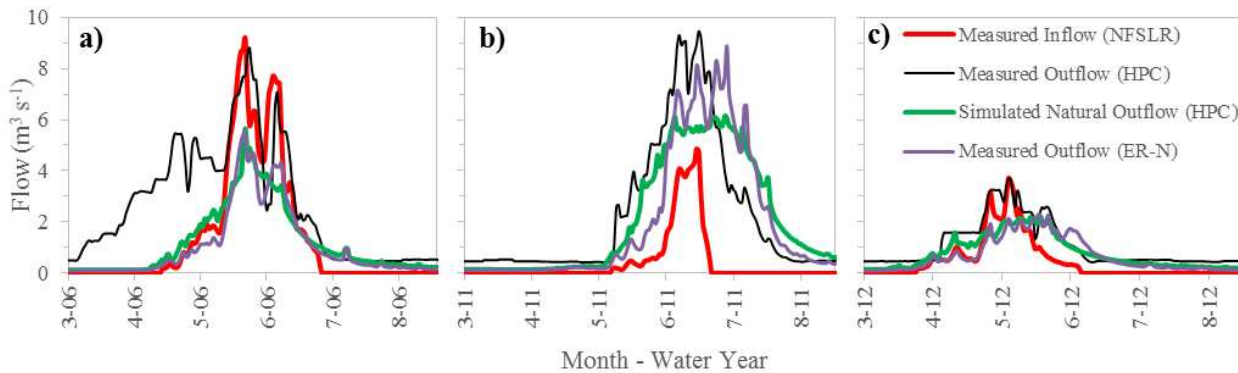 a)
b)
c)
Measured Inflow (NFSLR)
Measured Outflow (HPC)
Simulated Natural Outflow (HPC)
Measured Outflow (ER-N)
Flow (m³ s⁻¹)
10
8
6
4
2
0
3-06
4-06
5-06
6-06
7-06
8-06
3-11
4-11
5-11
6-11
7-11
8-11
3-12
4-12
5-12
6-12
7-12
8-12
Month - Water Year